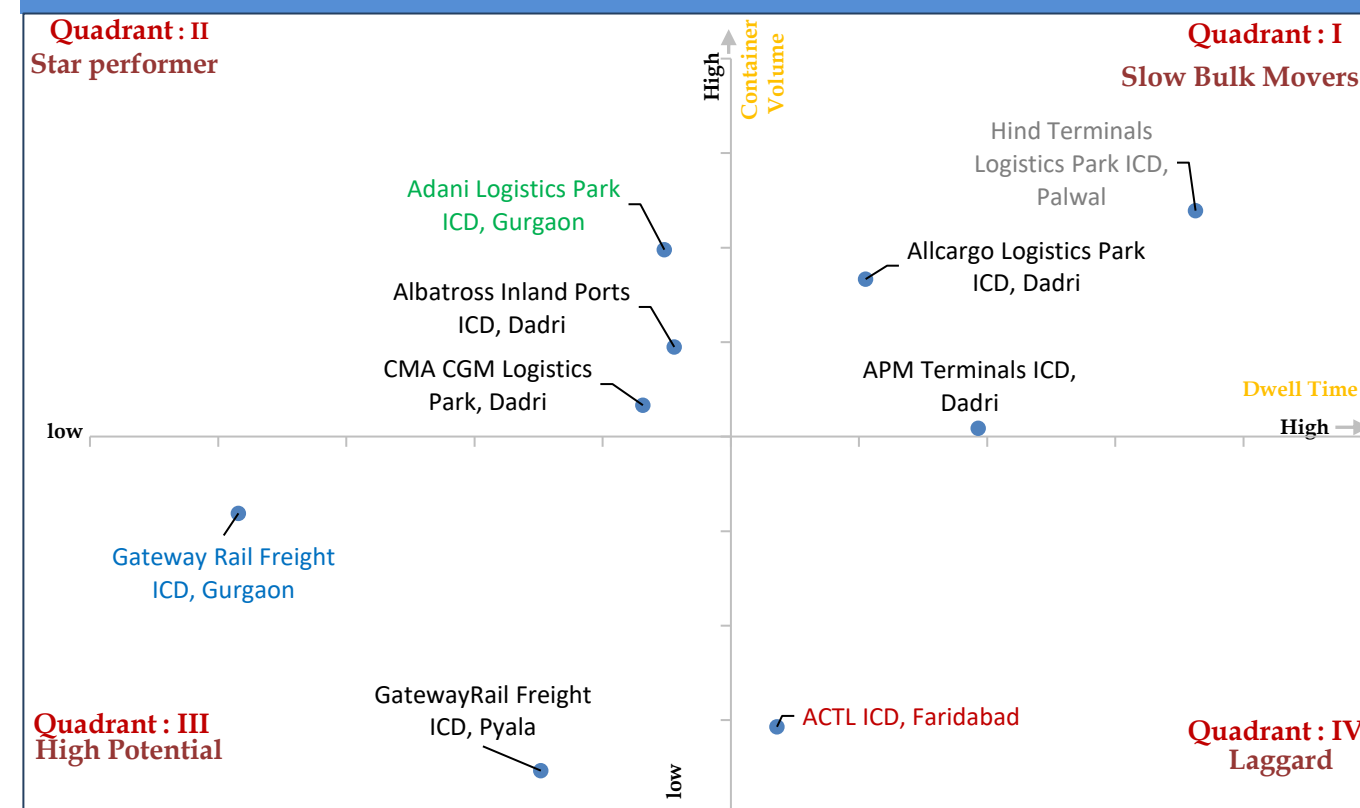 Quadrant : II
Star performer
Quadrant : I
Slow Bulk Movers
High
Container
Volume
Hind Terminals
Logistics Park ICD,
Palwal
Adani Logistics Park
ICD, Gurgaon
Allcargo Logistics Park
ICD, Dadri
Albatross Inland Ports
ICD, Dadri
CMA CGM Logistics
Park, Dadri
APM Terminals ICD,
Dadri
Dwell Time
low
High
Gateway Rail Freight
ICD, Gurgaon
GatewayRail Freight
ICD, Pyala
ACTL ICD, Faridabad
Quadrant : III
High Potential
Quadrant : IV
Laggard
low